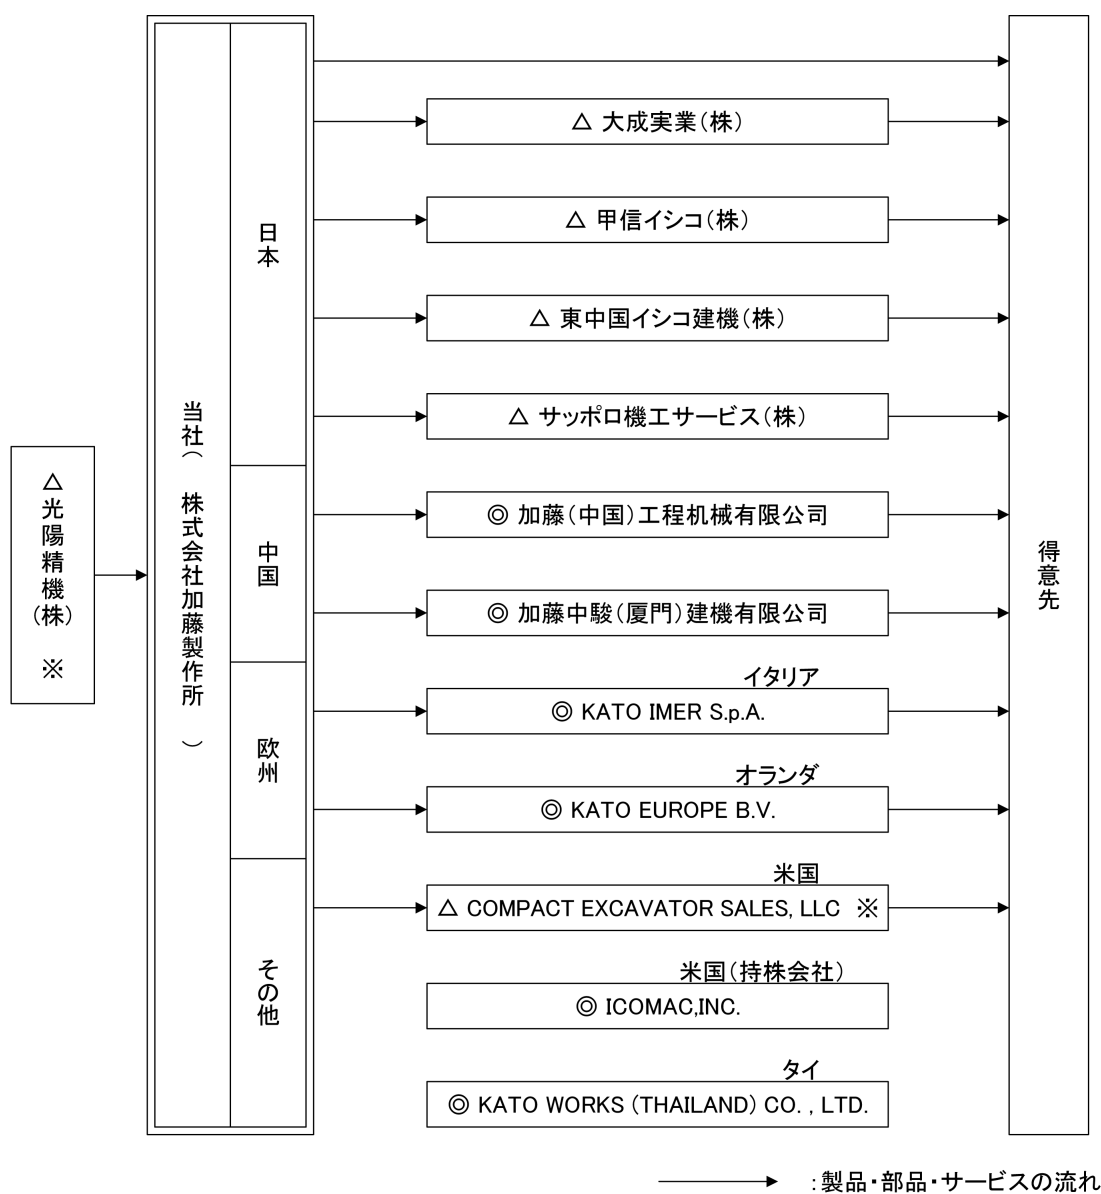 △光陽精機(株) ※
当社( 株式会社加藤製作所 )
日本
中国
欧州
その他
△ 大成実業(株)
△ 甲信イシコ(株)
△ 東中国イシコ建機(株)
△ サッポロ機工サービス(株)
◎ 加藤(中国)工程机械有限公司
◎ 加藤中駿(厦門)建機有限公司
イタリア
◎ KATO IMER S.p.A.
オランダ
◎ KATO EUROPE B.V.
米国
△ COMPACT EXCAVATOR SALES, LLC ※
米国(持株会社)
◎ ICOMAC,INC.
タイ
◎ KATO WORKS (THAILAND) CO. , LTD.
得意先
:製品・部品・サービスの流れ